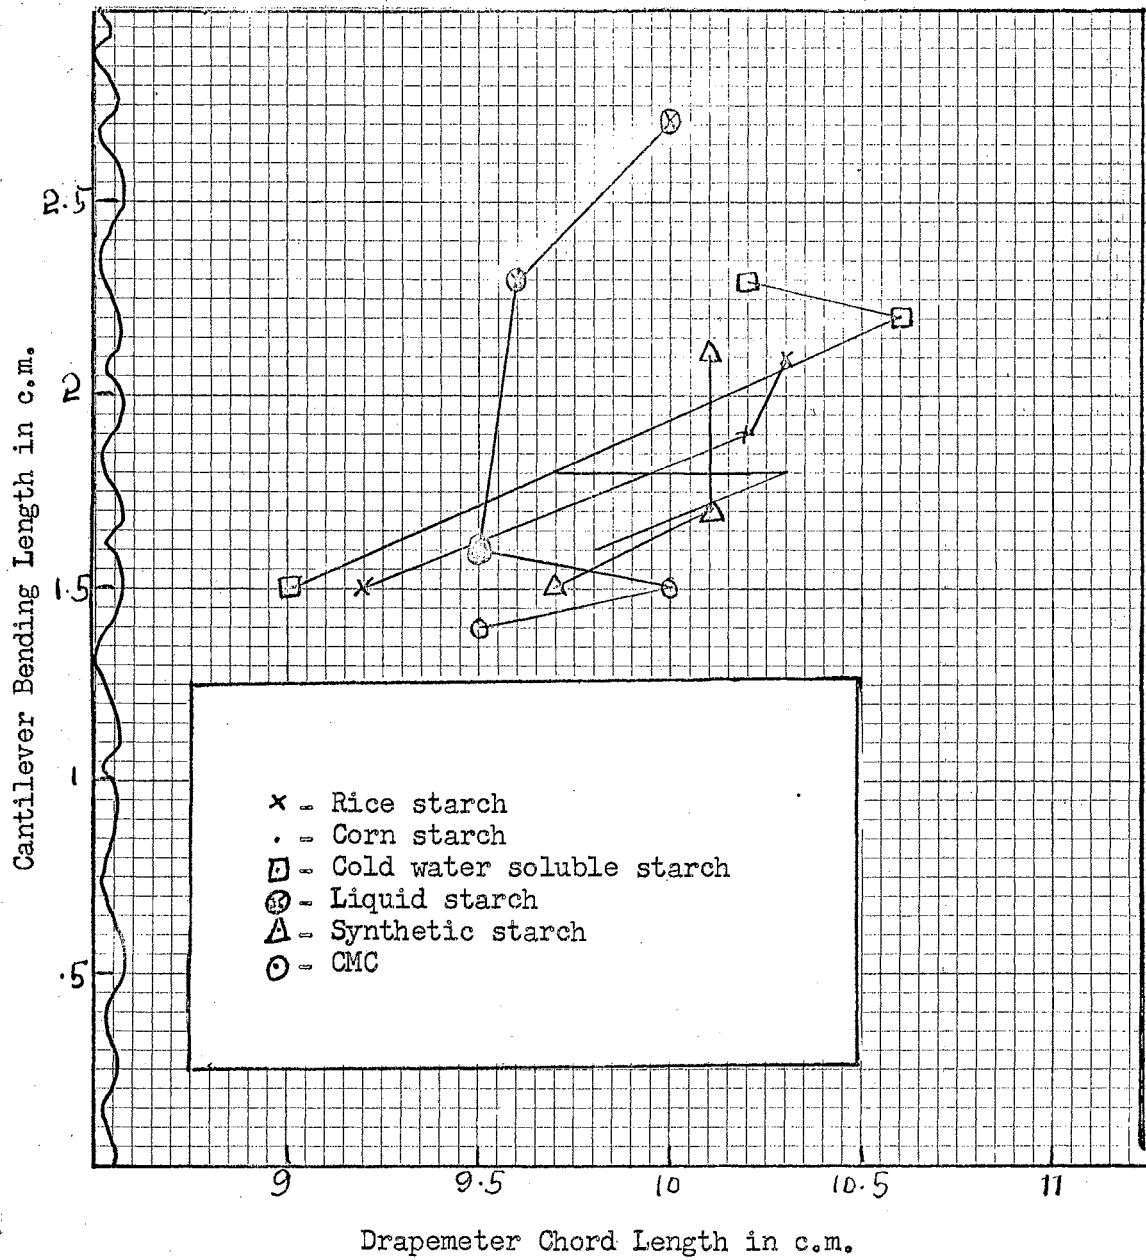 Cantilever Bending Length in c.m.
2.5
2
1.5
1
.5
× - Rice starch
. - Corn starch
⊡ - Cold water soluble starch
⊗ - Liquid starch
△ - Synthetic starch
⊙ - CMC
9 9.5 10 10.5 11
Drapemeter Chord Length in c.m.